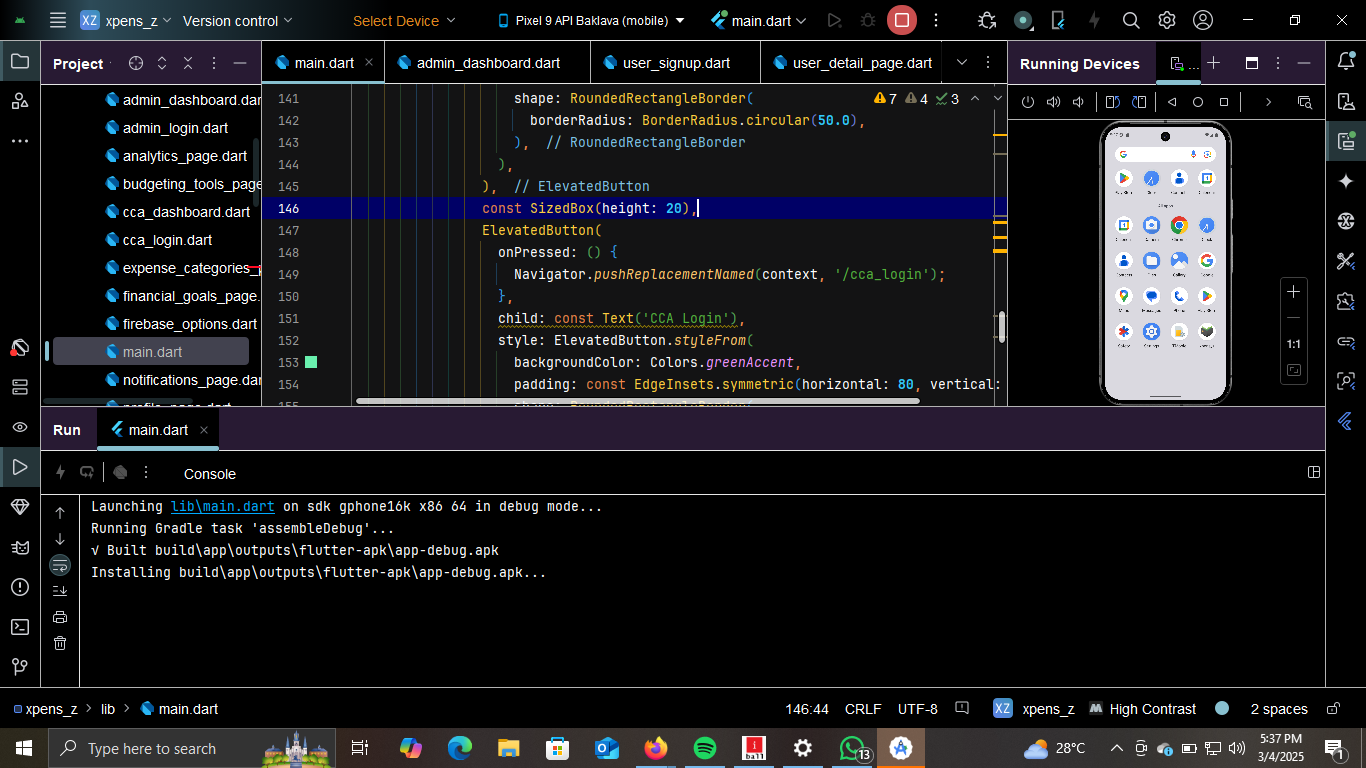 XZ xpens_z Version control Select Device Pixel 9 API Baklava (mobile) main.dart
Project
main.dart admin_dashboard.dart user_signup.dart user_detail_page.dart
Running Devices ...
admin_dashboard.dar
admin_login.dart
analytics_page.dart
budgeting_tools_page
cca_dashboard.dart
cca_login.dart
expense_categories_
financial_goals_page.
firebase_options.dart
main.dart
notifications_page.dar
profile_page.dart
7 4 3
141 shape: RoundedRectangleBorder(
142 borderRadius: BorderRadius.circular(50.0),
143 ), // RoundedRectangleBorder
144 ),
145 ), // ElevatedButton
146 const SizedBox(height: 20),
147 ElevatedButton(
148 onPressed: () {
149 Navigator.pushReplacementNamed(context, '/cca_login');
150 },
151 child: const Text('CCA Login'),
152 style: ElevatedButton.styleFrom(
153 backgroundColor: Colors.greenAccent,
154 padding: const EdgeInsets.symmetric(horizontal: 80, vertical:
155 shape: RoundedRectangleBorder(
1:1
Run main.dart
Console
Launching lib\main.dart on sdk gphone16k x86 64 in debug mode...
Running Gradle task 'assembleDebug'...
√ Built build\app\outputs\flutter-apk\app-debug.apk
Installing build\app\outputs\flutter-apk\app-debug.apk...
xpens_z > lib > main.dart 146:44 CRLF UTF-8 XZ xpens_z High Contrast 2 spaces
Type here to search
i
ball
13
28°C
5:37 PM
3/4/2025
1